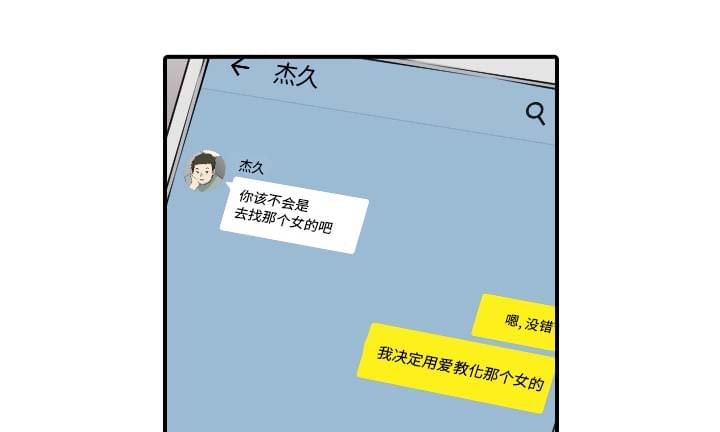 杰久
杰久
你该不会是
去找那个女的吧
嗯,没错
我决定用爱教化那个女的